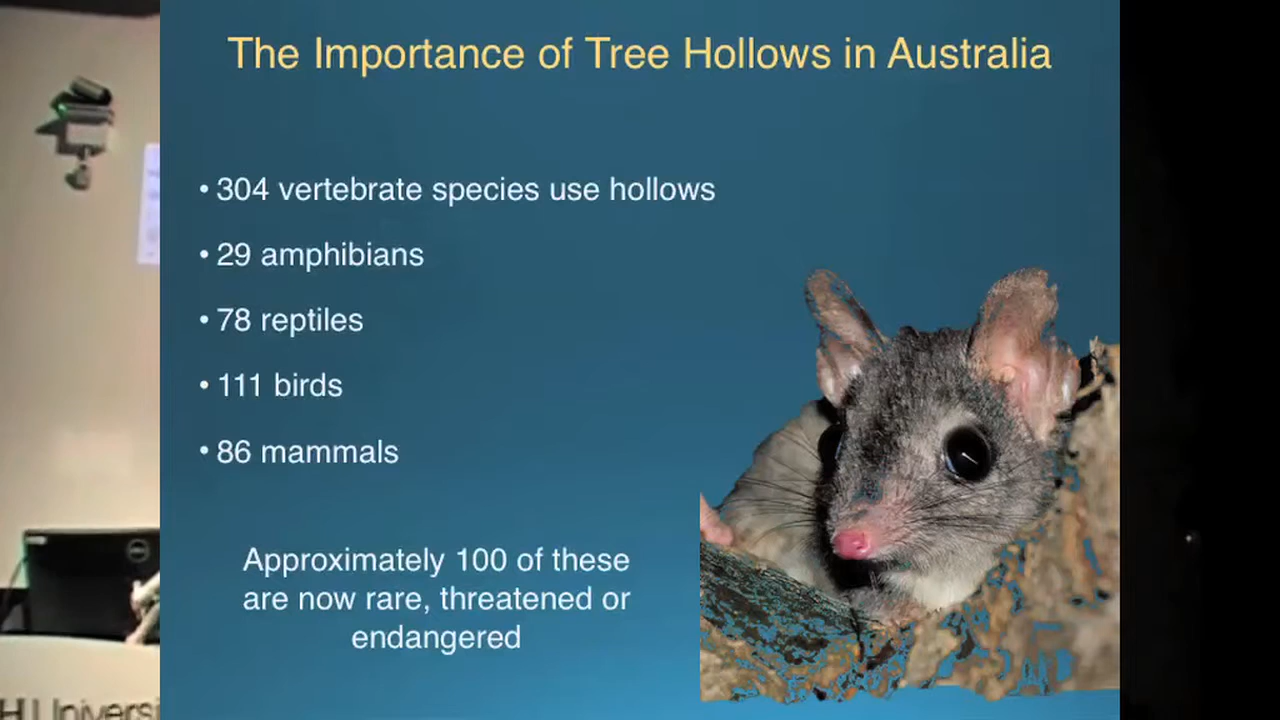 The Importance of Tree Hollows in Australia
• 304 vertebrate species use hollows
• 29 amphibians
• 78 reptiles
• 111 birds
• 86 mammals
Approximately 100 of these
are now rare, threatened or
endangered
DELL